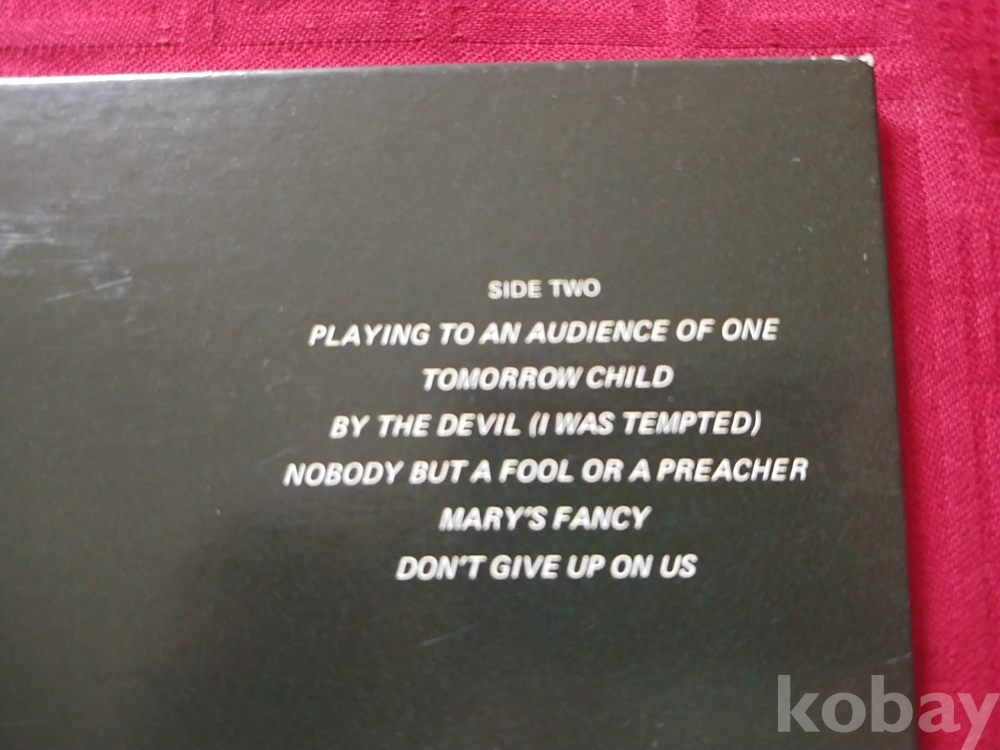 SIDE TWO
PLAYING TO AN AUDIENCE OF ONE
TOMORROW CHILD
BY THE DEVIL (I WAS TEMPTED)
NOBODY BUT A FOOL OR A PREACHER
MARY'S FANCY
DON'T GIVE UP ON US
kobay